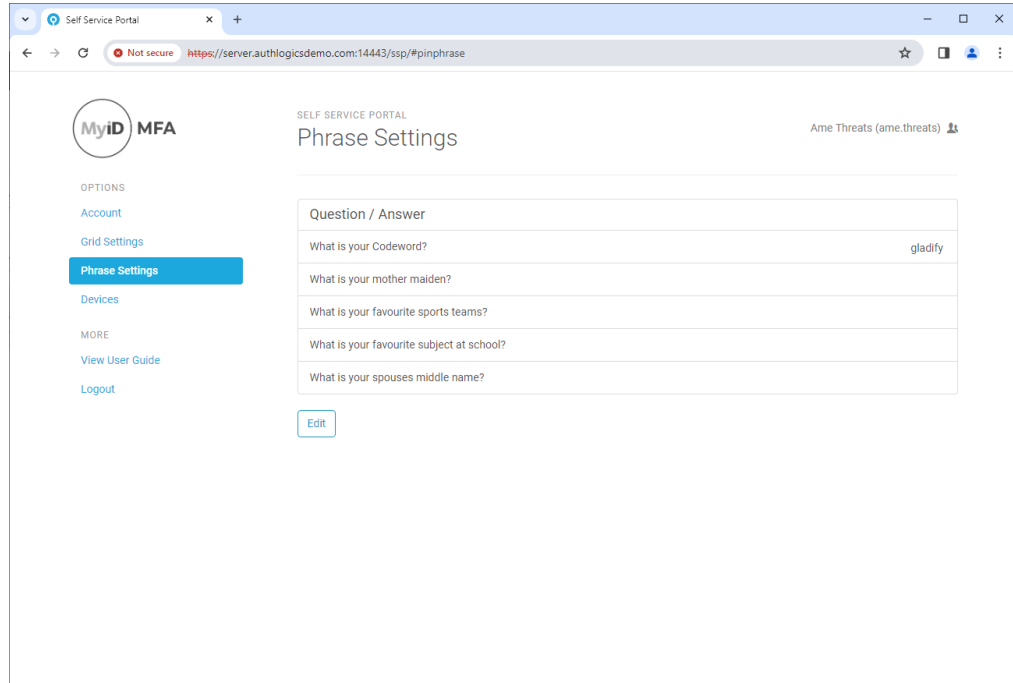 Self Service Portal
Not secure https://server.authlogicsdemo.com:14443/ssp/#pinphrase
MyiD MFA
SELF SERVICE PORTAL
Phrase Settings
Ame Threats (ame.threats)
OPTIONS
Account
Grid Settings
Phrase Settings
Devices
MORE
View User Guide
Logout
Question / Answer
What is your Codeword? gladify
What is your mother maiden?
What is your favourite sports teams?
What is your favourite subject at school?
What is your spouses middle name?
Edit